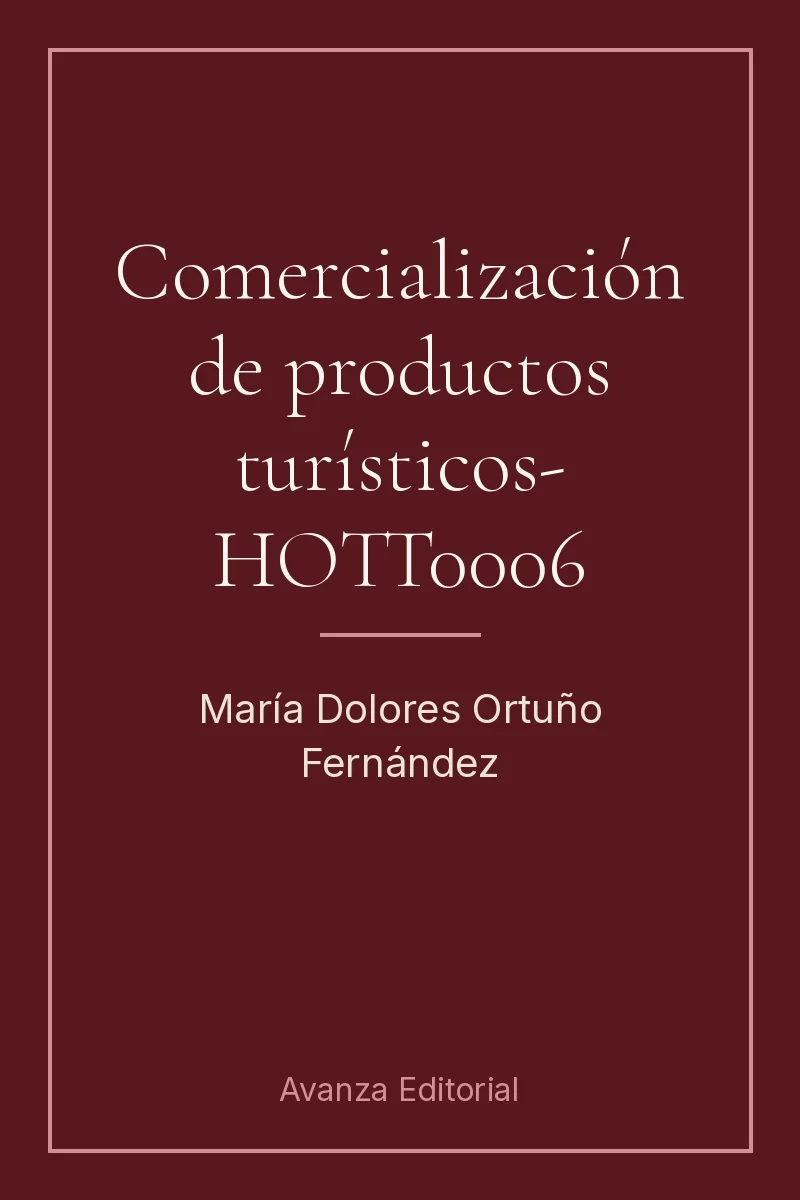 Comercialización
de productos
turísticos-
HOTT0006
María Dolores Ortuño
Fernández
Avanza Editorial